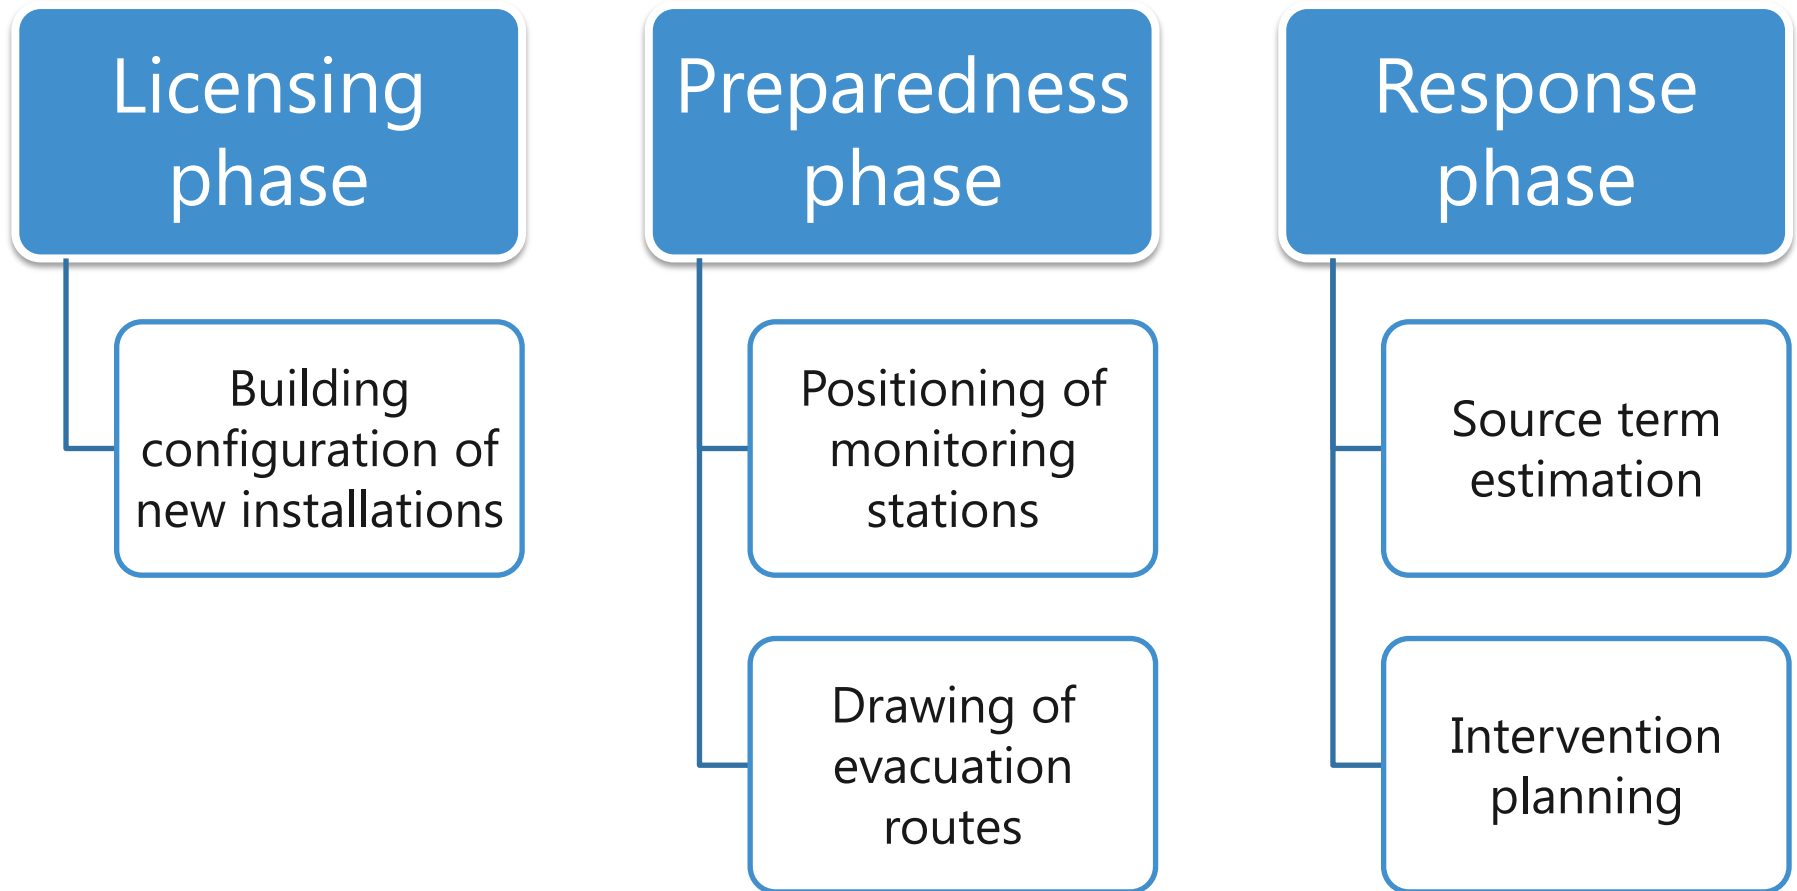 Licensing
phase
Building
configuration of
new installations
Preparedness
phase
Positioning of
monitoring
stations
Drawing of
evacuation
routes
Response
phase
Source term
estimation
Intervention
planning